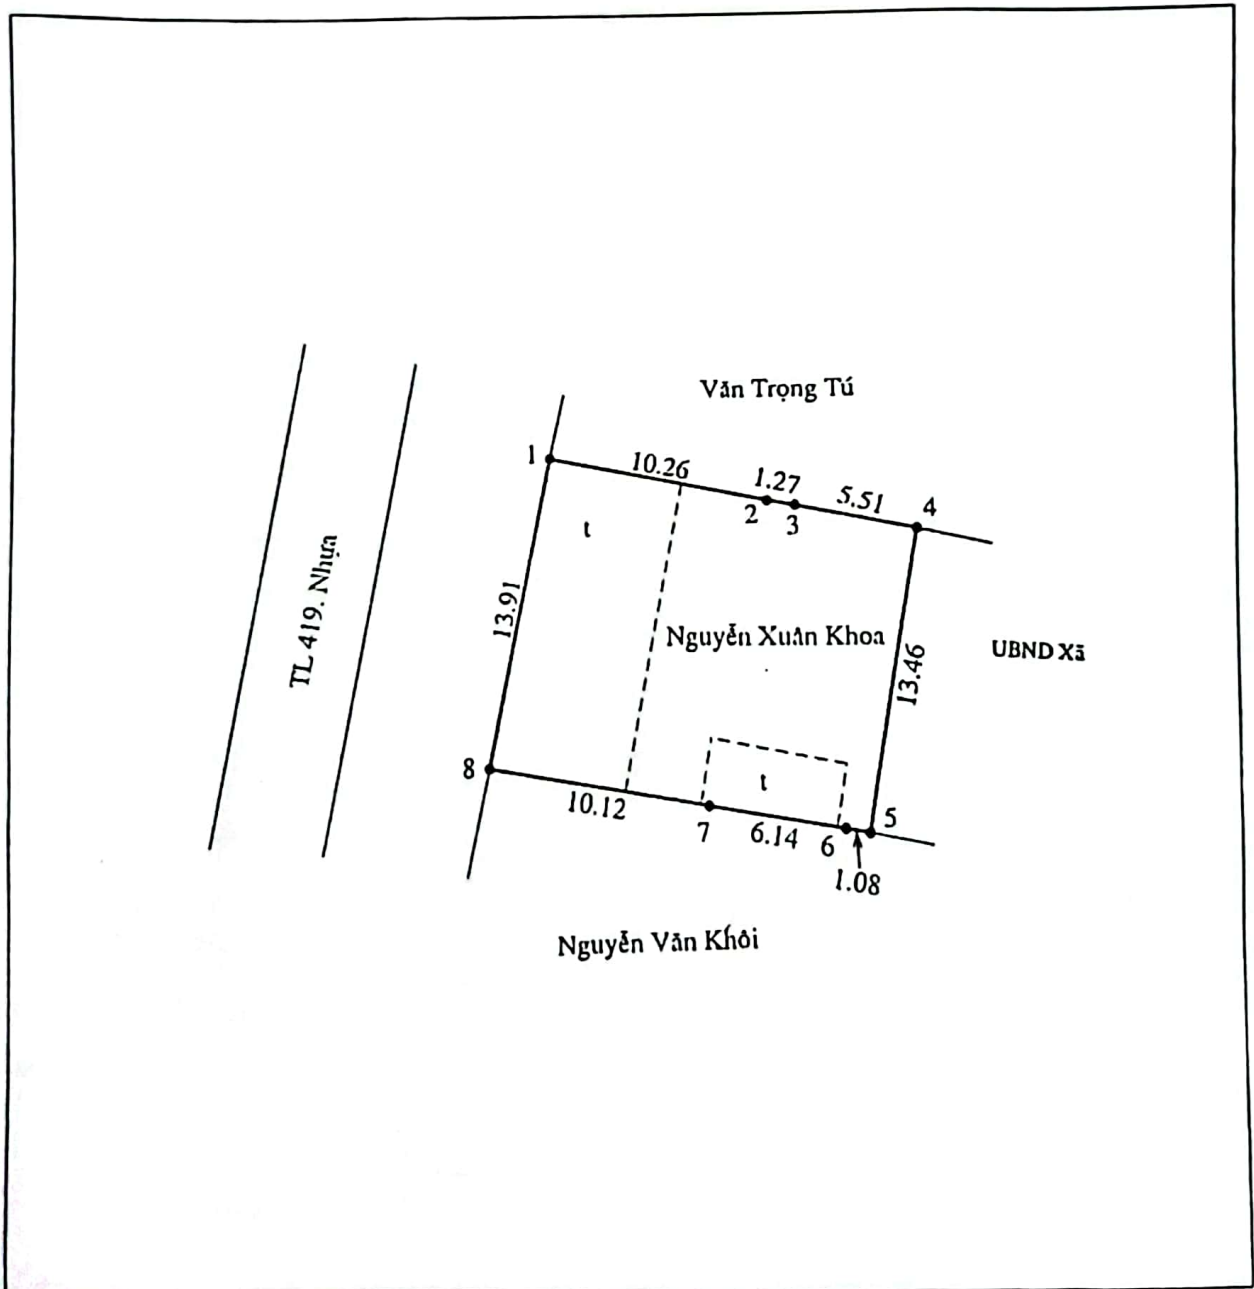 Văn Trọng Tú
1
10.26
1.27
5.51
4
2
3
t
TL 419. Nhựa
13.91
Nguyễn Xuân Khoa
13.46
UBND Xã
8
t
10.12
7
6.14
6
5
1.08
Nguyễn Văn Khôi